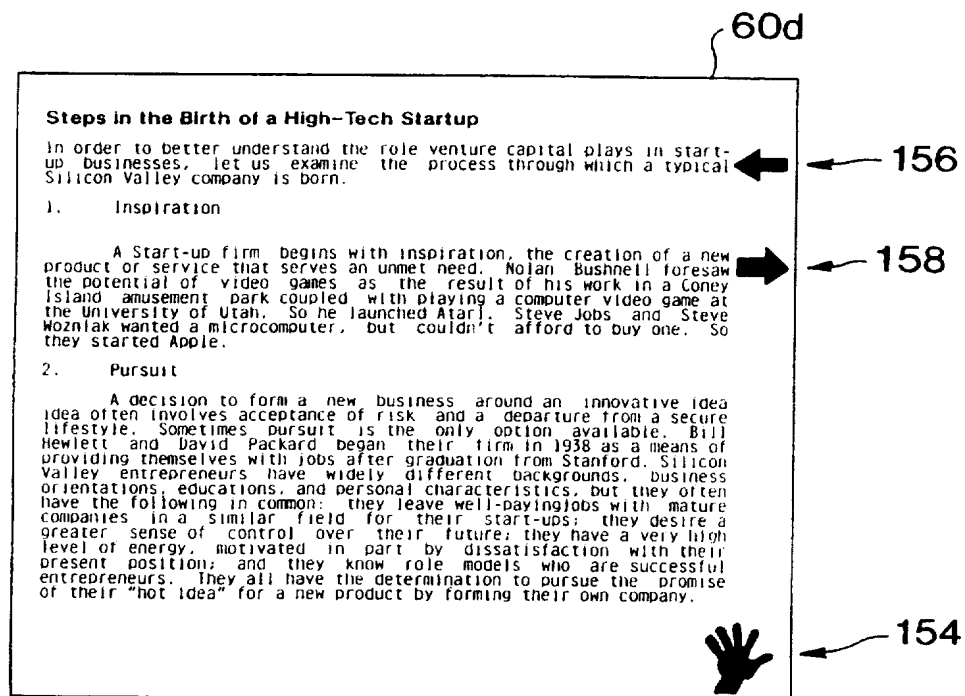 60d
Steps in the Birth of a High-Tech Startup
In order to better understand the role venture capital plays in start-
up businesses, let us examine the process through which a typical
Silicon Valley company is born.
156
1. Inspiration
A Start-up firm begins with inspiration, the creation of a new
product or service that serves an unmet need. Nolan Bushnell foresaw
the potential of video games as the result of his work in a Coney
Island amusement park coupled with playing a computer video game at
the University of Utah. So he launched Atari. Steve Jobs and Steve
Wozniak wanted a microcomputer, but couldn't afford to buy one. So
they started Apple.
158
2. Pursuit
A decision to form a new business around an innovative idea
idea often involves acceptance of risk and a departure from a secure
lifestyle. Sometimes pursuit is the only option available. Bill
Hewlett and David Packard began their firm in 1938 as a means of
providing themselves with jobs after graduation from Stanford. Silicon
Valley entrepreneurs have widely different backgrounds, business
orientations, educations, and personal characteristics, but they often
have the following in common: they leave well-payingjobs with mature
companies in a similar field for their start-ups; they desire a
greater sense of control over their future; they have a very high
level of energy, motivated in part by dissatisfaction with their
present position; and they know role models who are successful
entrepreneurs. They all have the determination to pursue the promise
of their "hot idea" for a new product by forming their own company.
154